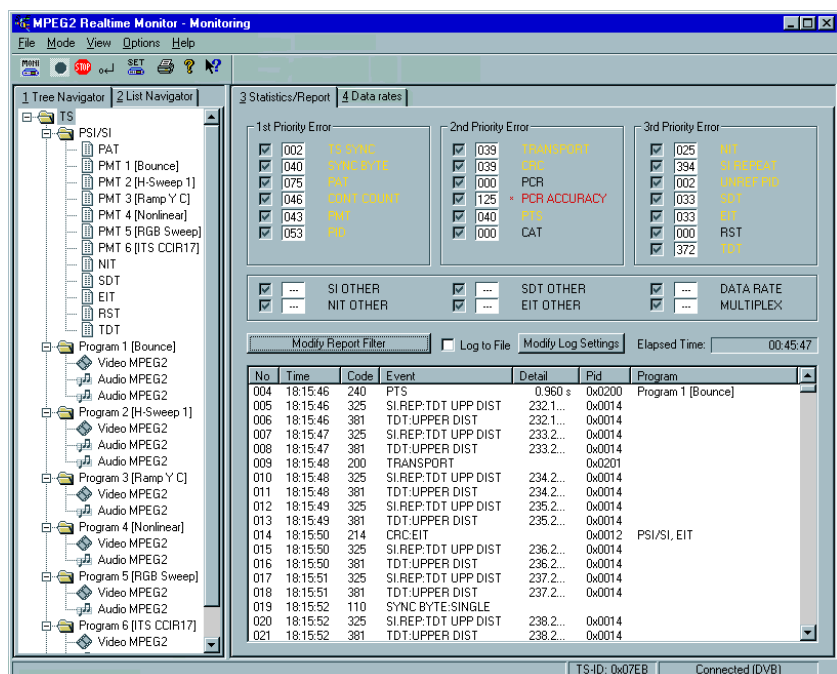 MPEG2 Realtime Monitor - Monitoring
File Mode View Options Help
MONI STOP SET
1 Tree Navigator 2 List Navigator
TS
PSI/SI
PAT
PMT 1 [Bounce]
PMT 2 [H-Sweep 1]
PMT 3 [Ramp Y C]
PMT 4 [Nonlinear]
PMT 5 [RGB Sweep]
PMT 6 [ITS CCIR17]
NIT
SDT
EIT
RST
TDT
Program 1 [Bounce]
Video MPEG2
Audio MPEG2
Audio MPEG2
Program 2 [H-Sweep 1]
Video MPEG2
Audio MPEG2
Audio MPEG2
Program 3 [Ramp Y C]
Video MPEG2
Audio MPEG2
Program 4 [Nonlinear]
Video MPEG2
Audio MPEG2
Program 5 [RGB Sweep]
Video MPEG2
Audio MPEG2
Program 6 [ITS CCIR17]
Video MPEG2
3 Statistics/Report 4 Data rates
1st Priority Error
002 TS SYNC
040 SYNC BYTE
075 PAT
046 CONT COUNT
043 PMT
053 PID
2nd Priority Error
039 TRANSPORT
039 CRC
000 PCR
125 × PCR ACCURACY
040 PTS
000 CAT
3rd Priority Error
025 NIT
394 SI REPEAT
002 UNREF PID
033 SDT
033 EIT
000 RST
372 TDT
--- SI OTHER --- SDT OTHER --- DATA RATE
--- NIT OTHER --- EIT OTHER --- MULTIPLEX
Modify Report Filter Log to File Modify Log Settings Elapsed Time: 00:45:47
No Time Code Event Detail Pid Program
004 18:15:46 240 PTS 0.960 s 0x0200 Program 1 [Bounce]
005 18:15:46 325 SI.REP:TDT UPP DIST 232.1... 0x0014
006 18:15:46 381 TDT:UPPER DIST 232.1... 0x0014
007 18:15:47 325 SI.REP:TDT UPP DIST 233.2... 0x0014
008 18:15:47 381 TDT:UPPER DIST 233.2... 0x0014
009 18:15:48 200 TRANSPORT 0x0201
010 18:15:48 325 SI.REP:TDT UPP DIST 234.2... 0x0014
011 18:15:48 381 TDT:UPPER DIST 234.2... 0x0014
012 18:15:49 325 SI.REP:TDT UPP DIST 235.2... 0x0014
013 18:15:49 381 TDT:UPPER DIST 235.2... 0x0014
014 18:15:50 214 CRC:EIT 0x0012 PSI/SI, EIT
015 18:15:50 325 SI.REP:TDT UPP DIST 236.2... 0x0014
016 18:15:50 381 TDT:UPPER DIST 236.2... 0x0014
017 18:15:51 325 SI.REP:TDT UPP DIST 237.2... 0x0014
018 18:15:51 381 TDT:UPPER DIST 237.2... 0x0014
019 18:15:52 110 SYNC BYTE:SINGLE
020 18:15:52 325 SI.REP:TDT UPP DIST 238.2... 0x0014
021 18:15:52 381 TDT:UPPER DIST 238.2... 0x0014
TS-ID: 0x07EB Connected (DVB)